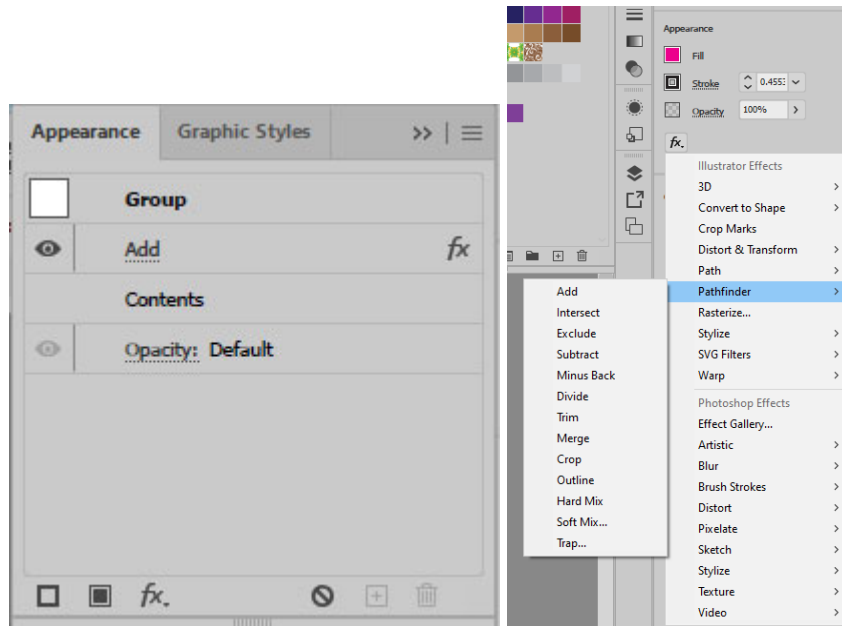 Appearance
Graphic Styles
>> | ≡
Group
Add
fx
Contents
Opacity: Default
fx.
Appearance
Fill
Stroke
Opacity 100% >
fx.
Illustrator Effects
3D >
Convert to Shape >
Crop Marks
Distort & Transform >
Path >
Pathfinder >
Rasterize...
Stylize >
SVG Filters >
Warp >
Photoshop Effects
Effect Gallery...
Artistic >
Blur >
Brush Strokes >
Distort >
Pixelate >
Sketch >
Stylize >
Texture >
Video >
Add
Intersect
Exclude
Subtract
Minus Back
Divide
Trim
Merge
Crop
Outline
Hard Mix
Soft Mix...
Trap...